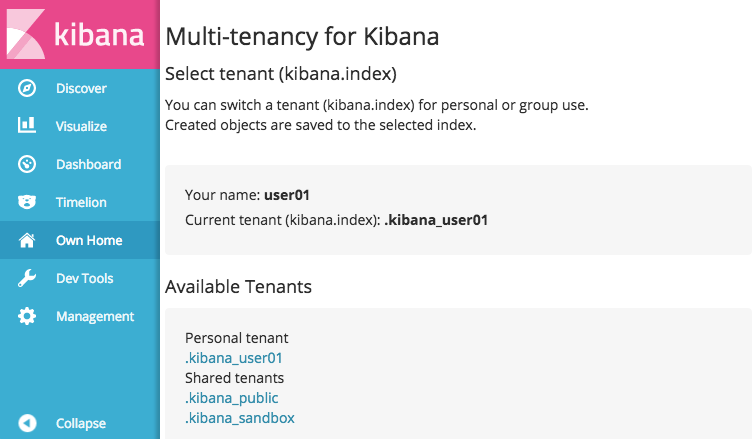 kibana
Discover
Visualize
Dashboard
Timelion
Own Home
Dev Tools
Management
Collapse
Multi-tenancy for Kibana
Select tenant (kibana.index)
You can switch a tenant (kibana.index) for personal or group use.
Created objects are saved to the selected index.
Your name: user01
Current tenant (kibana.index): .kibana_user01
Available Tenants
Personal tenant
.kibana_user01
Shared tenants
.kibana_public
.kibana_sandbox